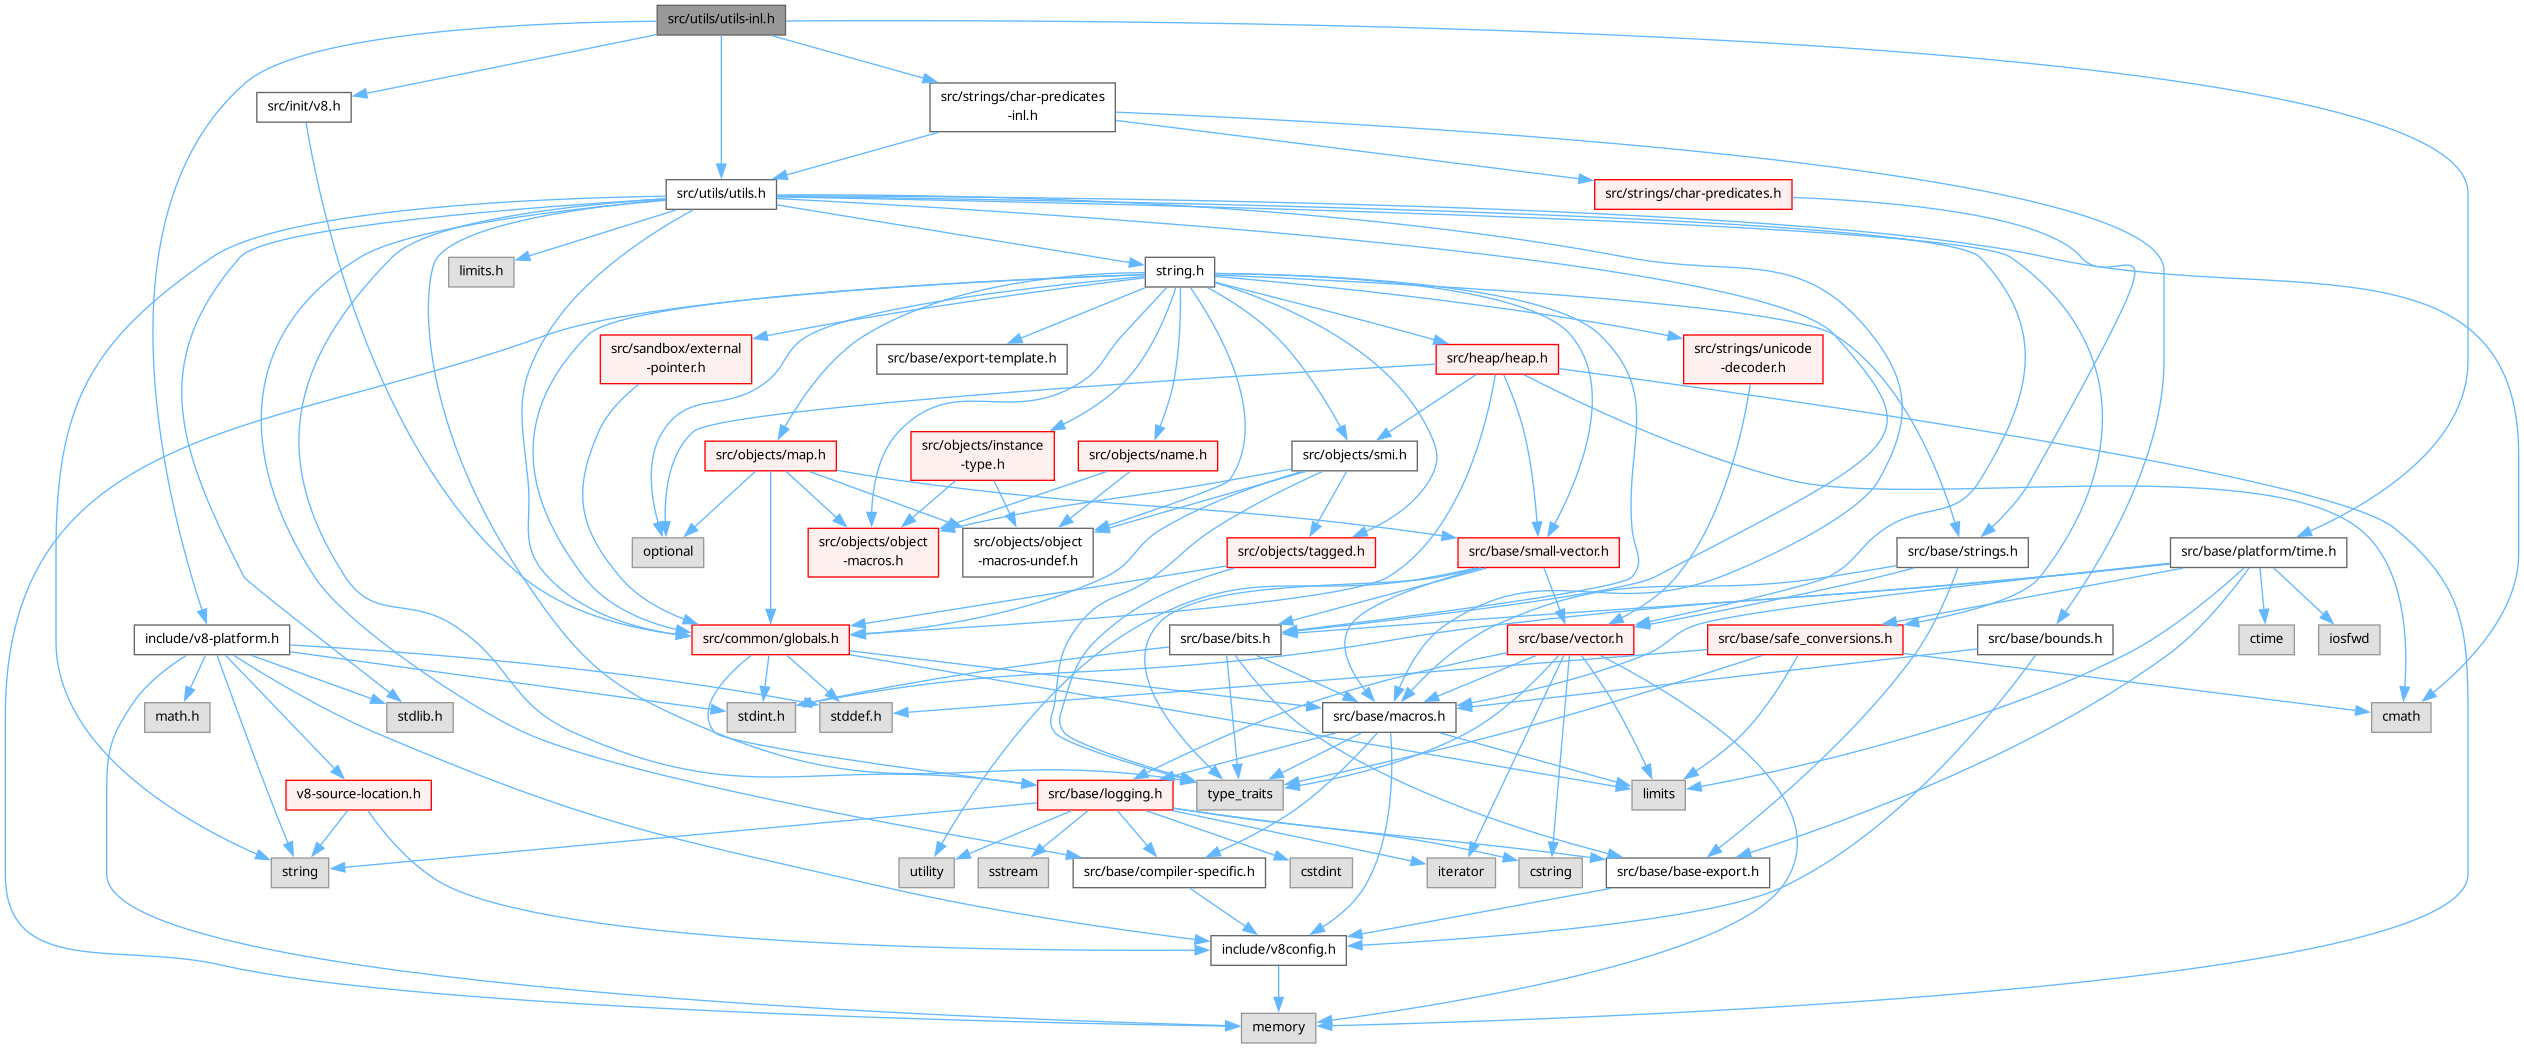 src/utils/utils-inl.h
src/init/v8.h
src/strings/char-predicates
-inl.h
src/utils/utils.h
src/strings/char-predicates.h
limits.h
string.h
src/sandbox/external
-pointer.h
src/base/export-template.h
src/heap/heap.h
src/strings/unicode
-decoder.h
src/objects/map.h
src/objects/instance
-type.h
src/objects/name.h
src/objects/smi.h
optional
src/objects/object
-macros.h
src/objects/object
-macros-undef.h
src/objects/tagged.h
src/base/small-vector.h
src/base/strings.h
src/base/platform/time.h
include/v8-platform.h
src/common/globals.h
src/base/bits.h
src/base/vector.h
src/base/safe_conversions.h
src/base/bounds.h
ctime
iosfwd
math.h
stdlib.h
stdint.h
stddef.h
src/base/macros.h
cmath
v8-source-location.h
src/base/logging.h
type_traits
limits
string
utility
sstream
src/base/compiler-specific.h
cstdint
iterator
cstring
src/base/base-export.h
include/v8config.h
memory